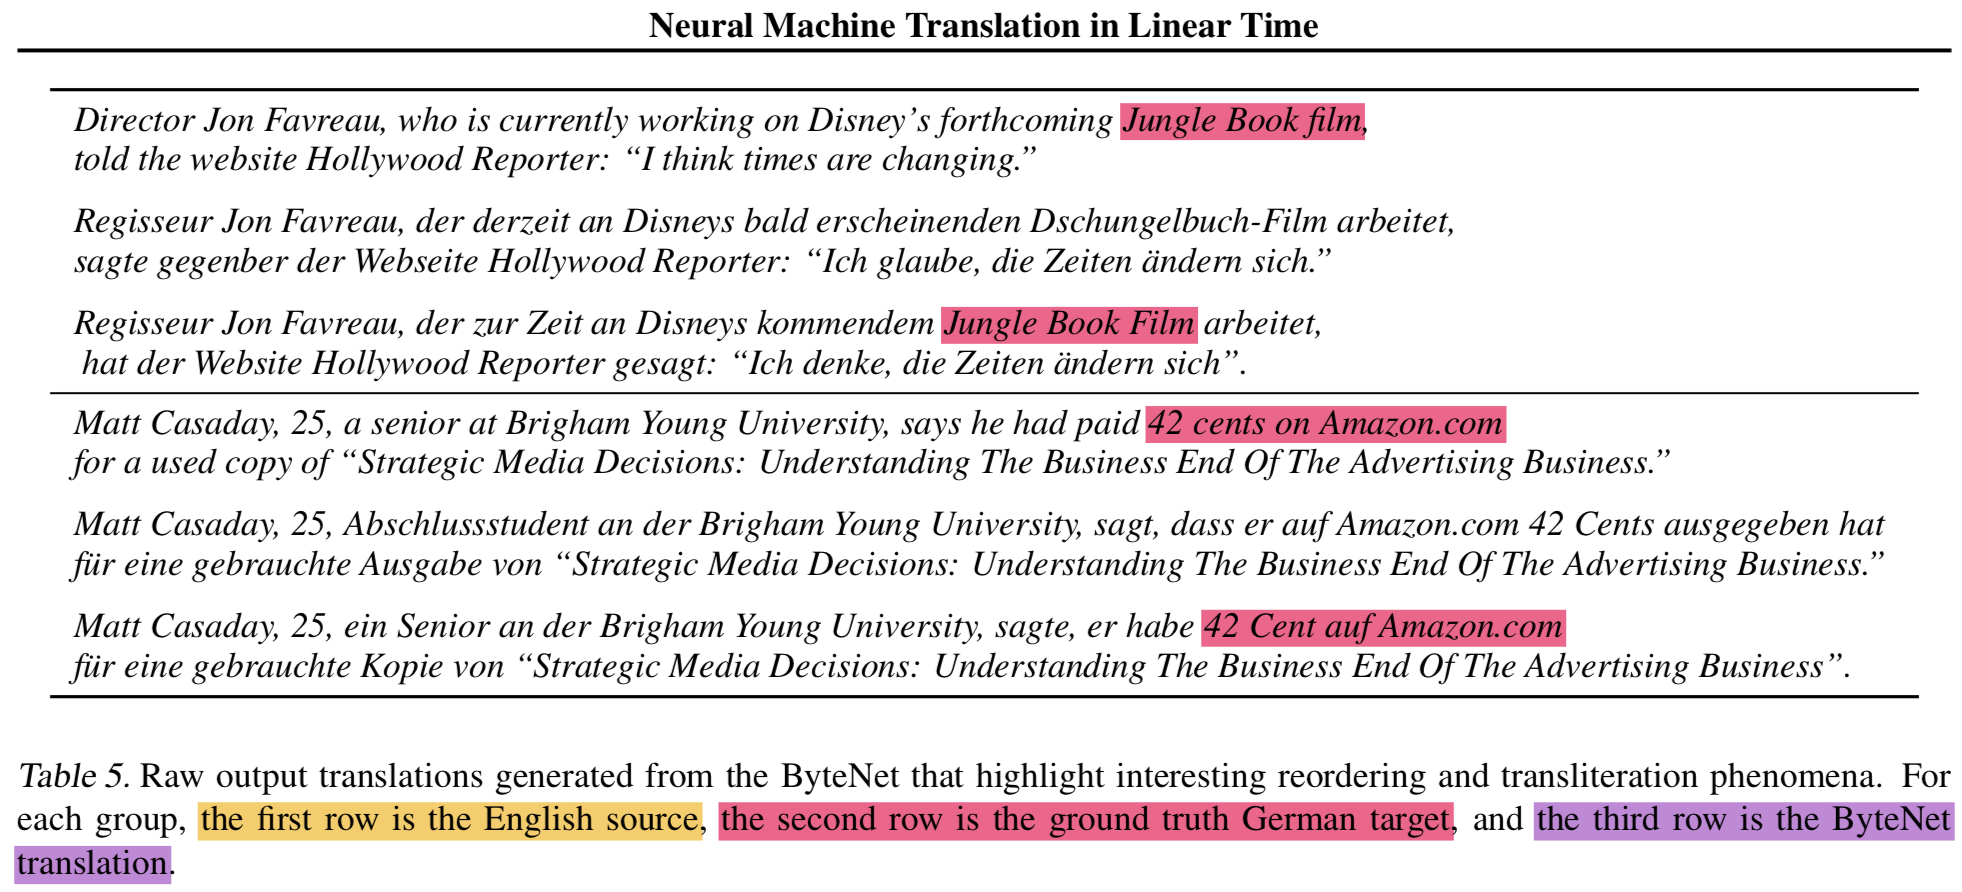 Neural Machine Translation in Linear Time
Director Jon Favreau, who is currently working on Disney's forthcoming Jungle Book film,
told the website Hollywood Reporter: “I think times are changing.”
Regisseur Jon Favreau, der derzeit an Disneys bald erscheinenden Dschungelbuch-Film arbeitet,
sagte gegenber der Webseite Hollywood Reporter: “Ich glaube, die Zeiten ändern sich.”
Regisseur Jon Favreau, der zur Zeit an Disneys kommendem Jungle Book Film arbeitet,
hat der Website Hollywood Reporter gesagt: “Ich denke, die Zeiten ändern sich”.
Matt Casaday, 25, a senior at Brigham Young University, says he had paid 42 cents on Amazon.com
for a used copy of “Strategic Media Decisions: Understanding The Business End Of The Advertising Business.”
Matt Casaday, 25, Abschlussstudent an der Brigham Young University, sagt, dass er auf Amazon.com 42 Cents ausgegeben hat
für eine gebrauchte Ausgabe von “Strategic Media Decisions: Understanding The Business End Of The Advertising Business.”
Matt Casaday, 25, ein Senior an der Brigham Young University, sagte, er habe 42 Cent auf Amazon.com
für eine gebrauchte Kopie von “Strategic Media Decisions: Understanding The Business End Of The Advertising Business”.
Table 5. Raw output translations generated from the ByteNet that highlight interesting reordering and transliteration phenomena. For
each group, the first row is the English source, the second row is the ground truth German target, and the third row is the ByteNet
translation.